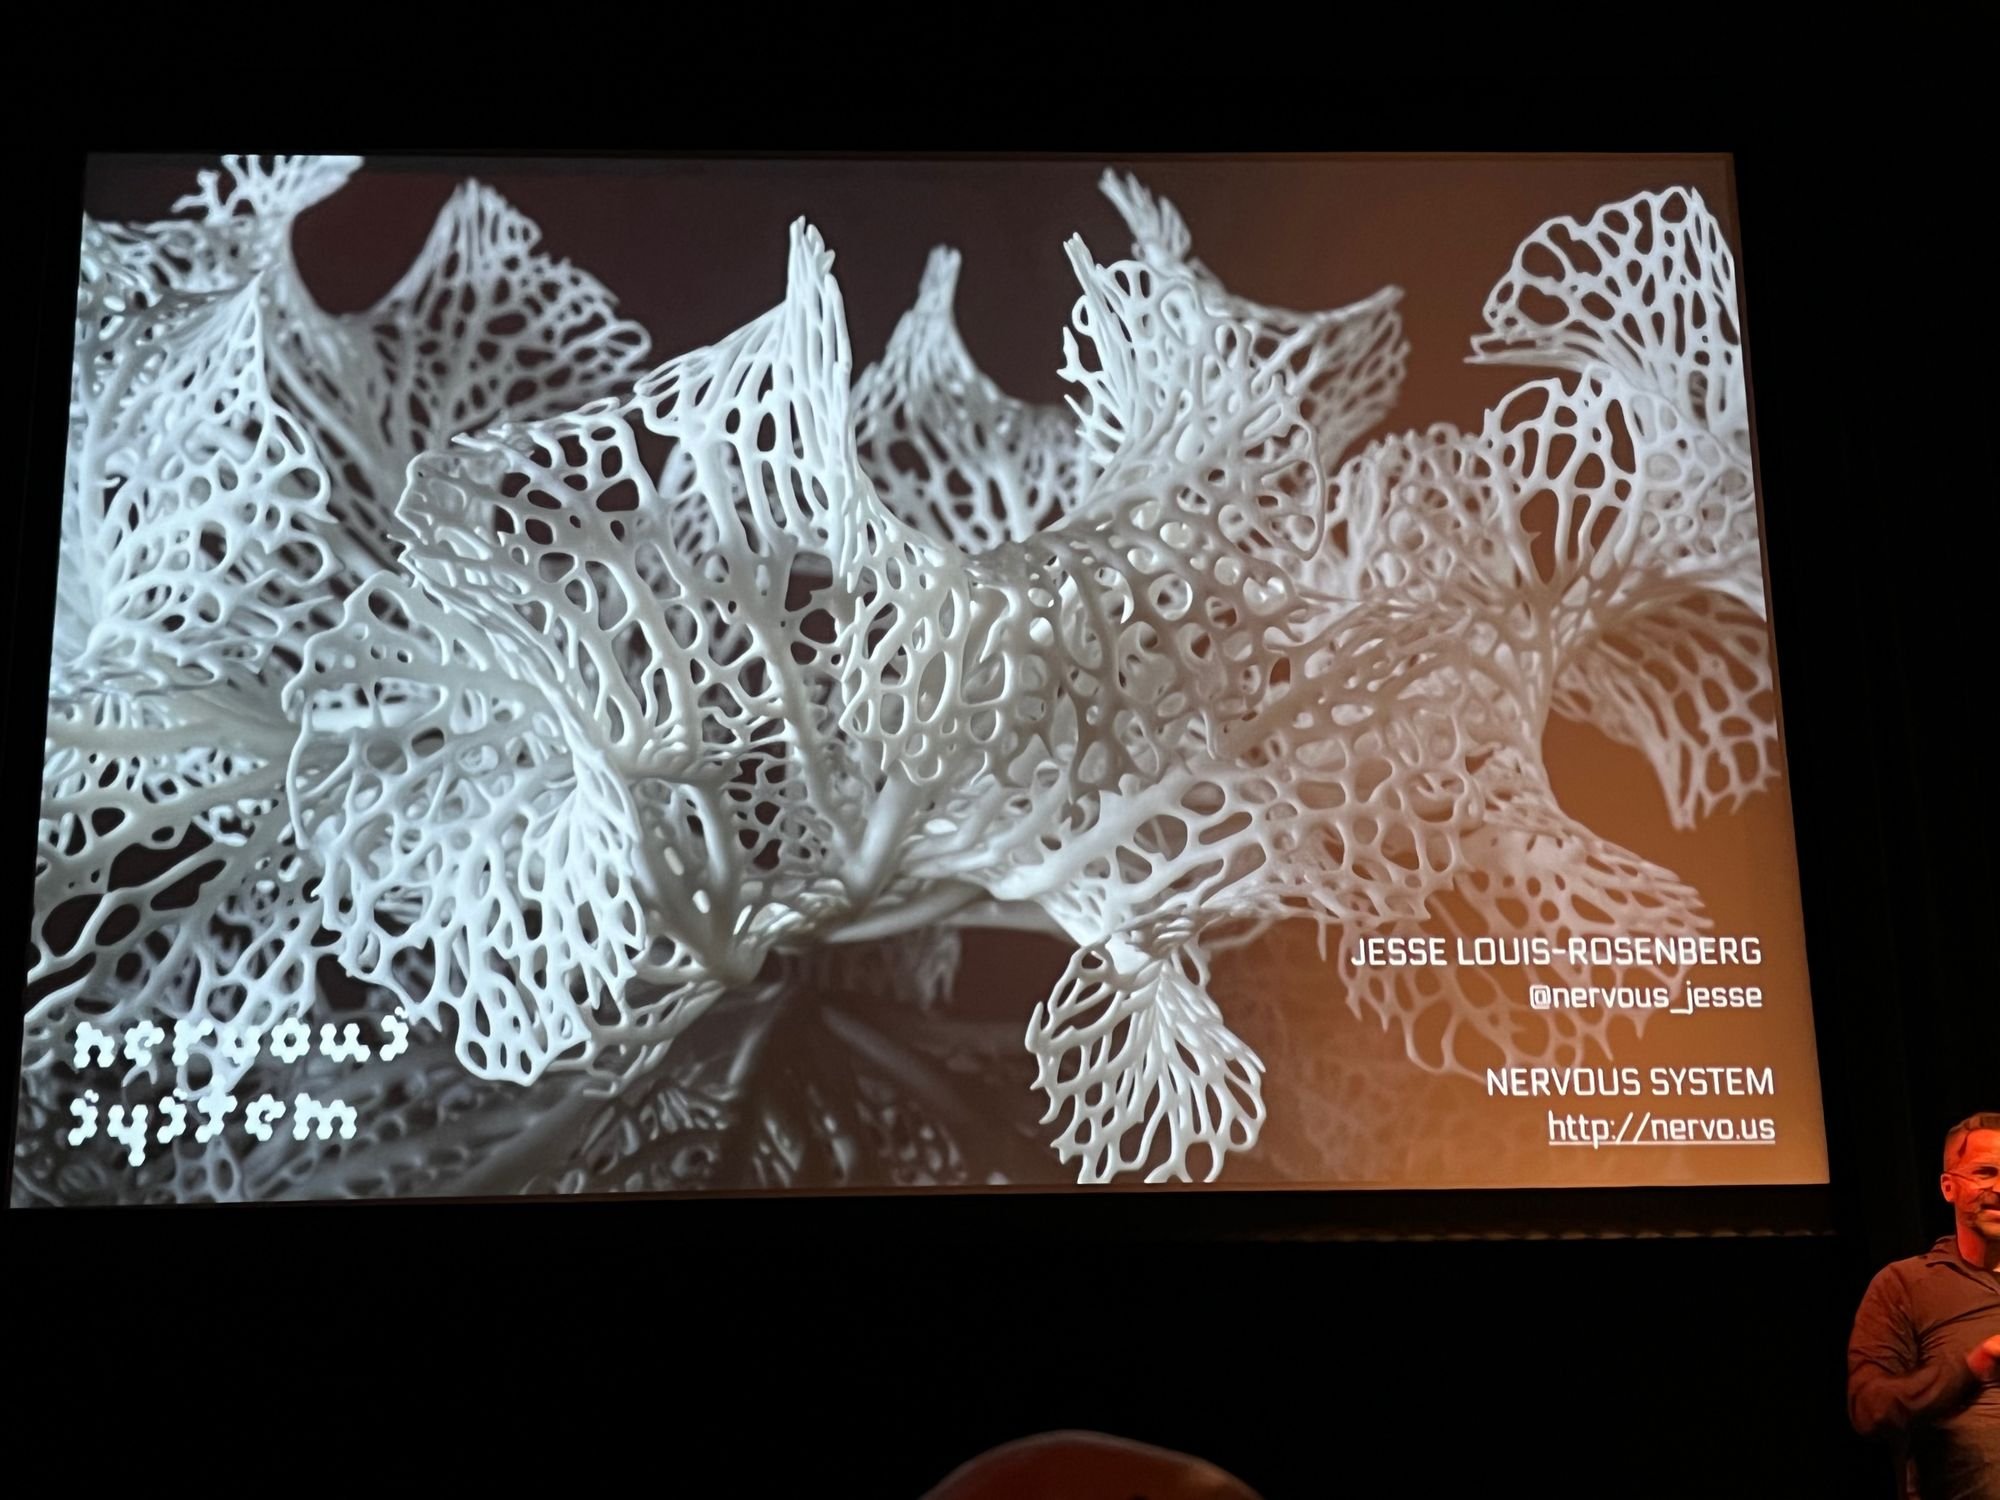 nervous
system
JESSE LOUIS-ROSENBERG
@nervous_jesse
NERVOUS SYSTEM
http://nervo.us